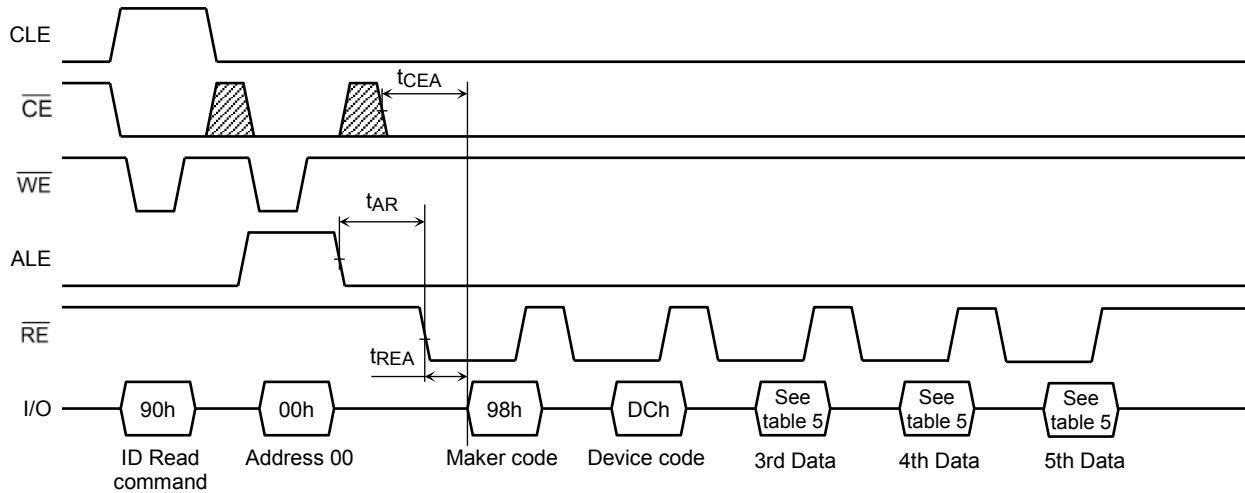 CLE
tCEA
CE
WE
tAR
ALE
RE
tREA
I/O
90h
00h
98h
DCh
See
table 5
See
table 5
See
table 5
ID Read
command
Address 00
Maker code
Device code
3rd Data
4th Data
5th Data